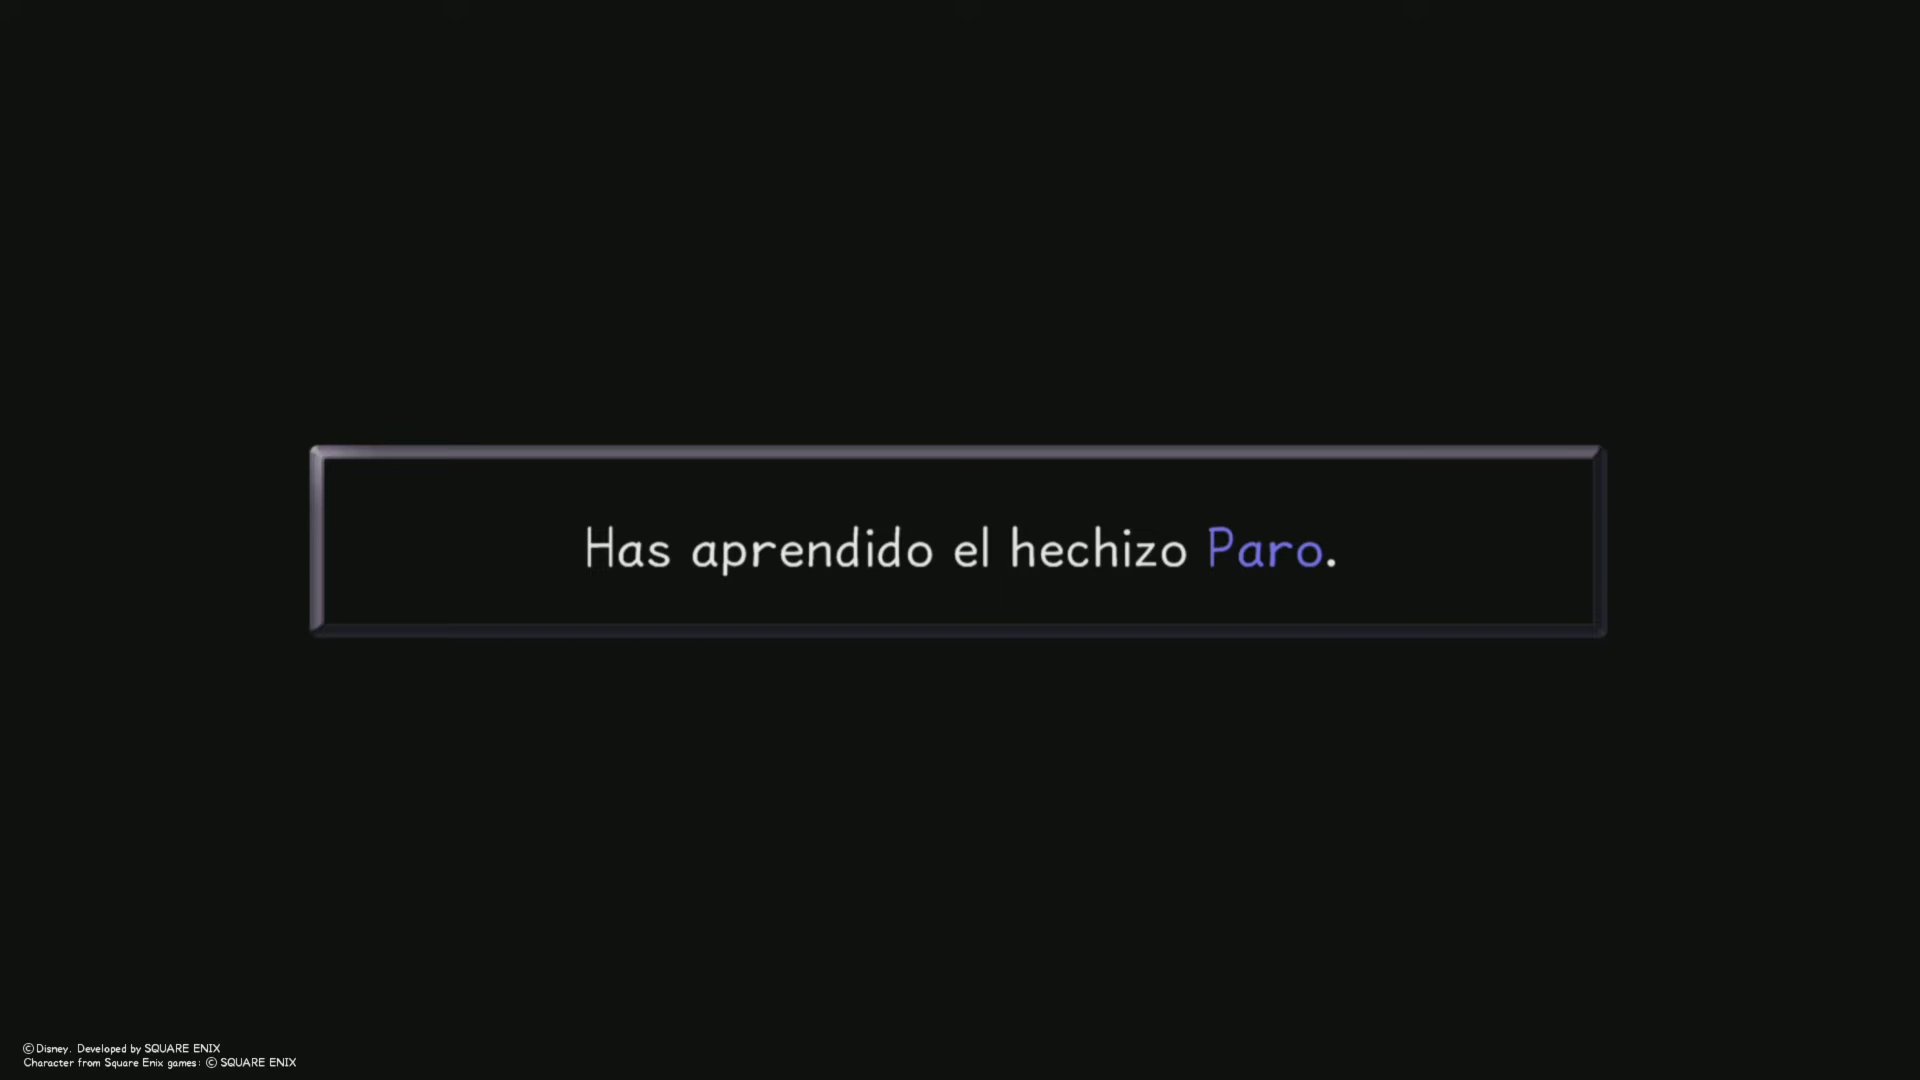 Has aprendido el hechizo Paro.
©Disney. Developed by SQUARE ENIX
Character from Square Enix games: © SQUARE ENIX